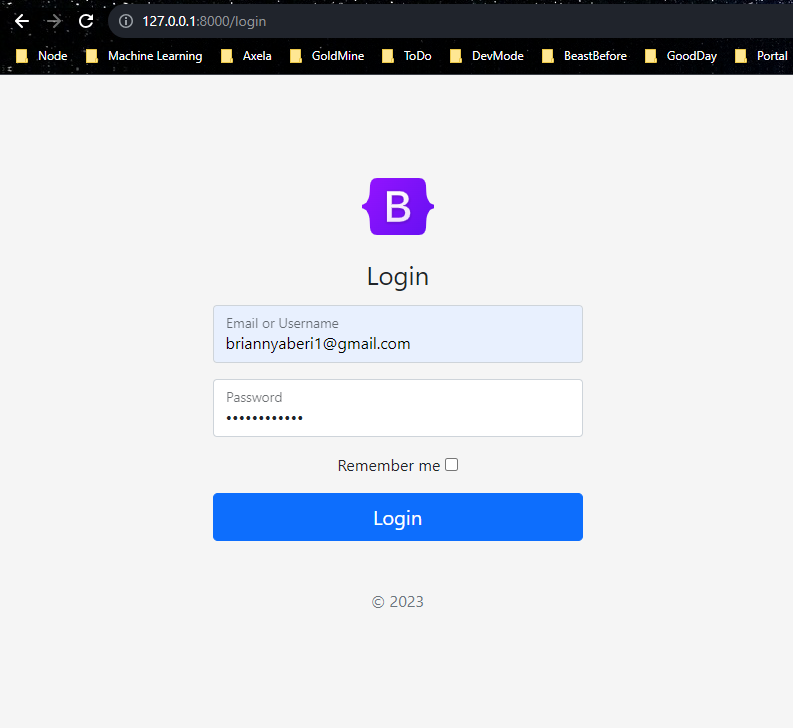 127.0.0.1:8000/login
Node Machine Learning Axela GoldMine ToDo DevMode BeastBefore GoodDay Portal
B
Login
Email or Username
briannyaberi1@gmail.com
Password
••••••••••••
Remember me
Login
© 2023